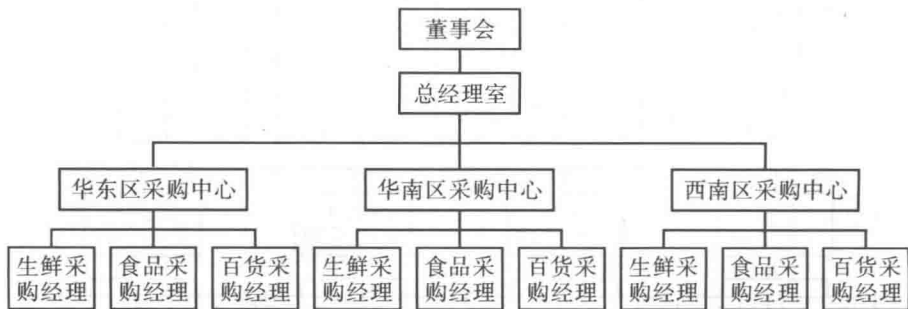 董事会
总经理室
华东区采购中心
华南区采购中心
西南区采购中心
生鲜采
购经理
食品采
购经理
百货采
购经理
生鲜采
购经理
食品采
购经理
百货采
购经理
生鲜采
购经理
食品采
购经理
百货采
购经理